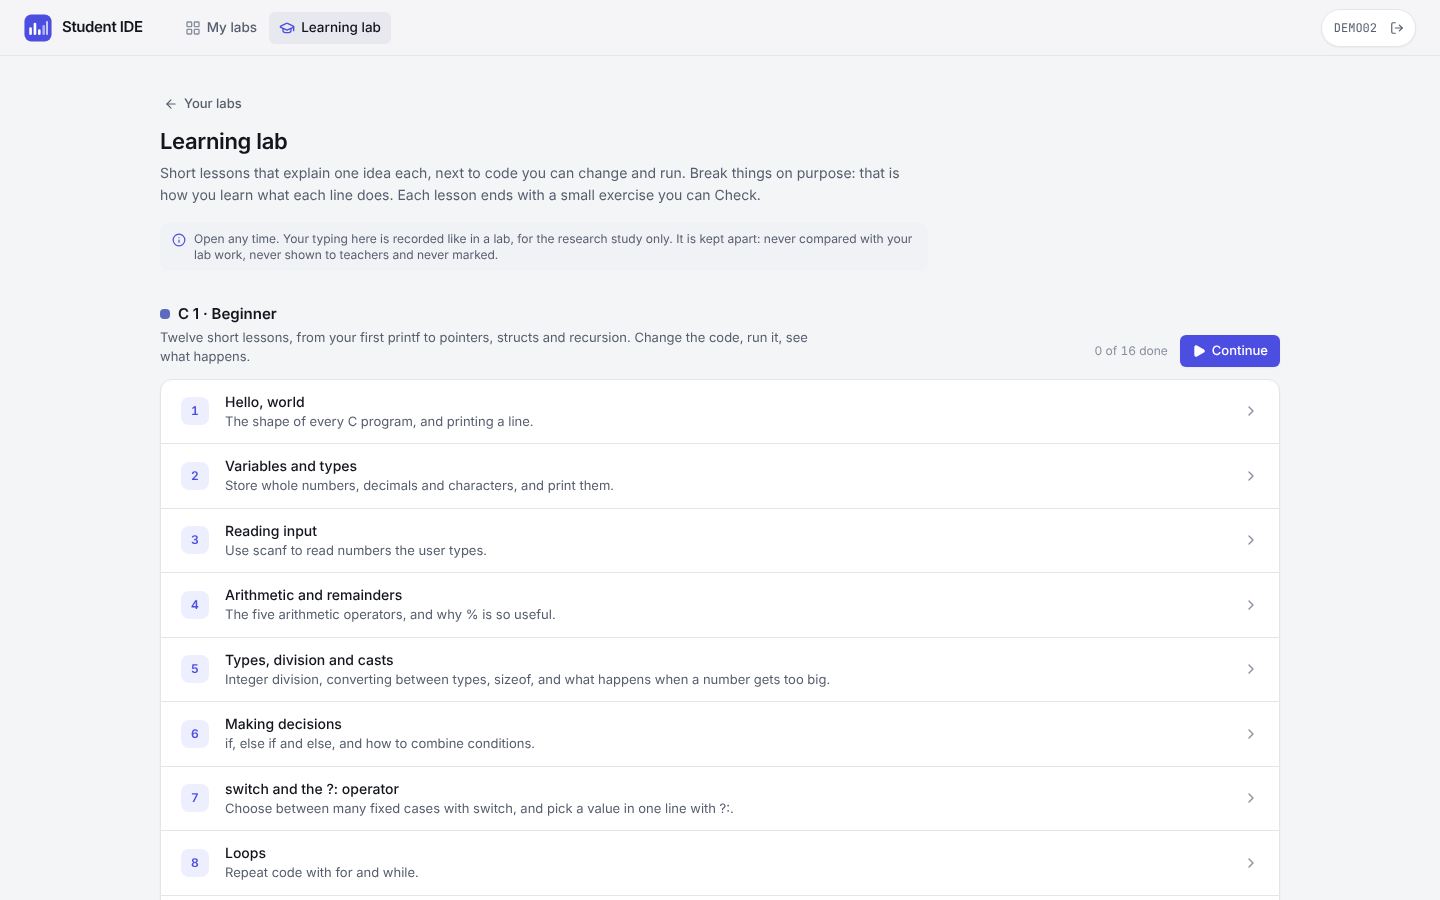 Student IDE
My labs
Learning lab
DEMO02
Your labs
Learning lab
Short lessons that explain one idea each, next to code you can change and run. Break things on purpose: that is
how you learn what each line does. Each lesson ends with a small exercise you can Check.
Open any time. Your typing here is recorded like in a lab, for the research study only. It is kept apart: never compared with your
lab work, never shown to teachers and never marked.
C 1 · Beginner
Twelve short lessons, from your first printf to pointers, structs and recursion. Change the code, run it, see
what happens.
0 of 16 done
Continue
1
Hello, world
The shape of every C program, and printing a line.
2
Variables and types
Store whole numbers, decimals and characters, and print them.
3
Reading input
Use scanf to read numbers the user types.
4
Arithmetic and remainders
The five arithmetic operators, and why % is so useful.
5
Types, division and casts
Integer division, converting between types, sizeof, and what happens when a number gets too big.
6
Making decisions
if, else if and else, and how to combine conditions.
7
switch and the ?: operator
Choose between many fixed cases with switch, and pick a value in one line with ?:.
8
Loops
Repeat code with for and while.